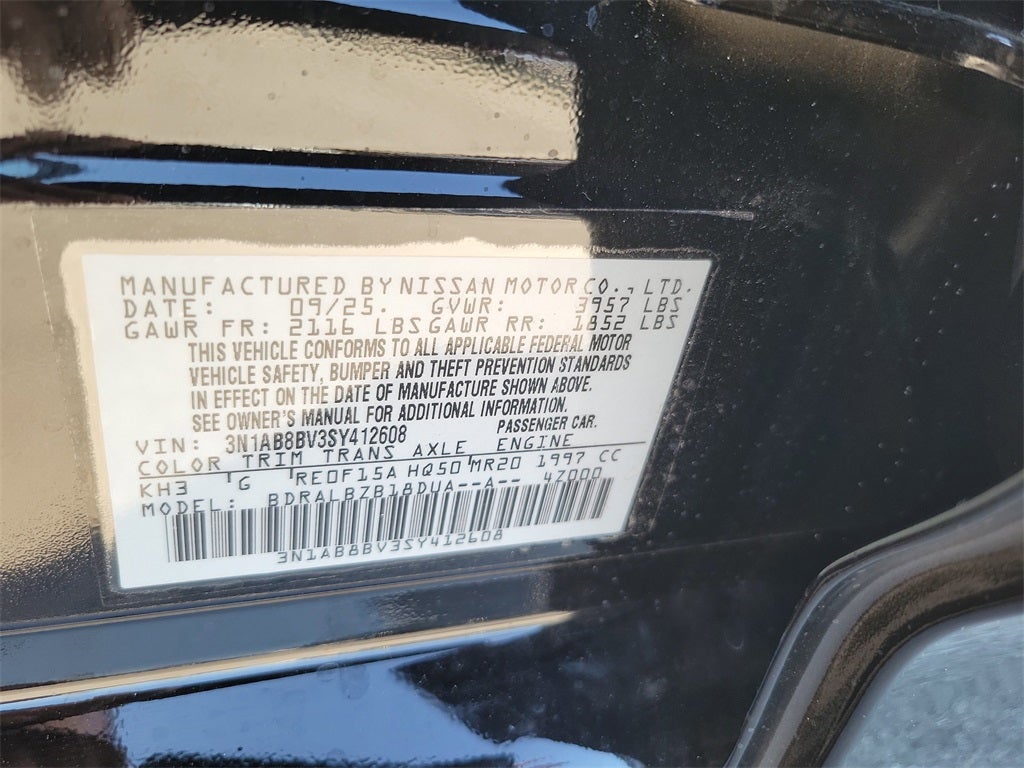 MANUFACTURED BY NISSAN MOTOR CO., LTD.
DATE: 09/25. GVWR: 3957 LBS
GAWR FR: 2116 LBS GAWR RR: 1852 LBS
THIS VEHICLE CONFORMS TO ALL APPLICABLE FEDERAL MOTOR
VEHICLE SAFETY, BUMPER AND THEFT PREVENTION STANDARDS
IN EFFECT ON THE DATE OF MANUFACTURE SHOWN ABOVE.
SEE OWNER'S MANUAL FOR ADDITIONAL INFORMATION.
VIN: 3N1AB8BV3SY412608 PASSENGER CAR.
COLOR TRIM TRANS AXLE ENGINE
KH3 G RE0F15A HQ50 MR20 1997 CC
MODEL: BDRALBZB18DUA--A-- 4Z000
3N1AB8BV3SY412608